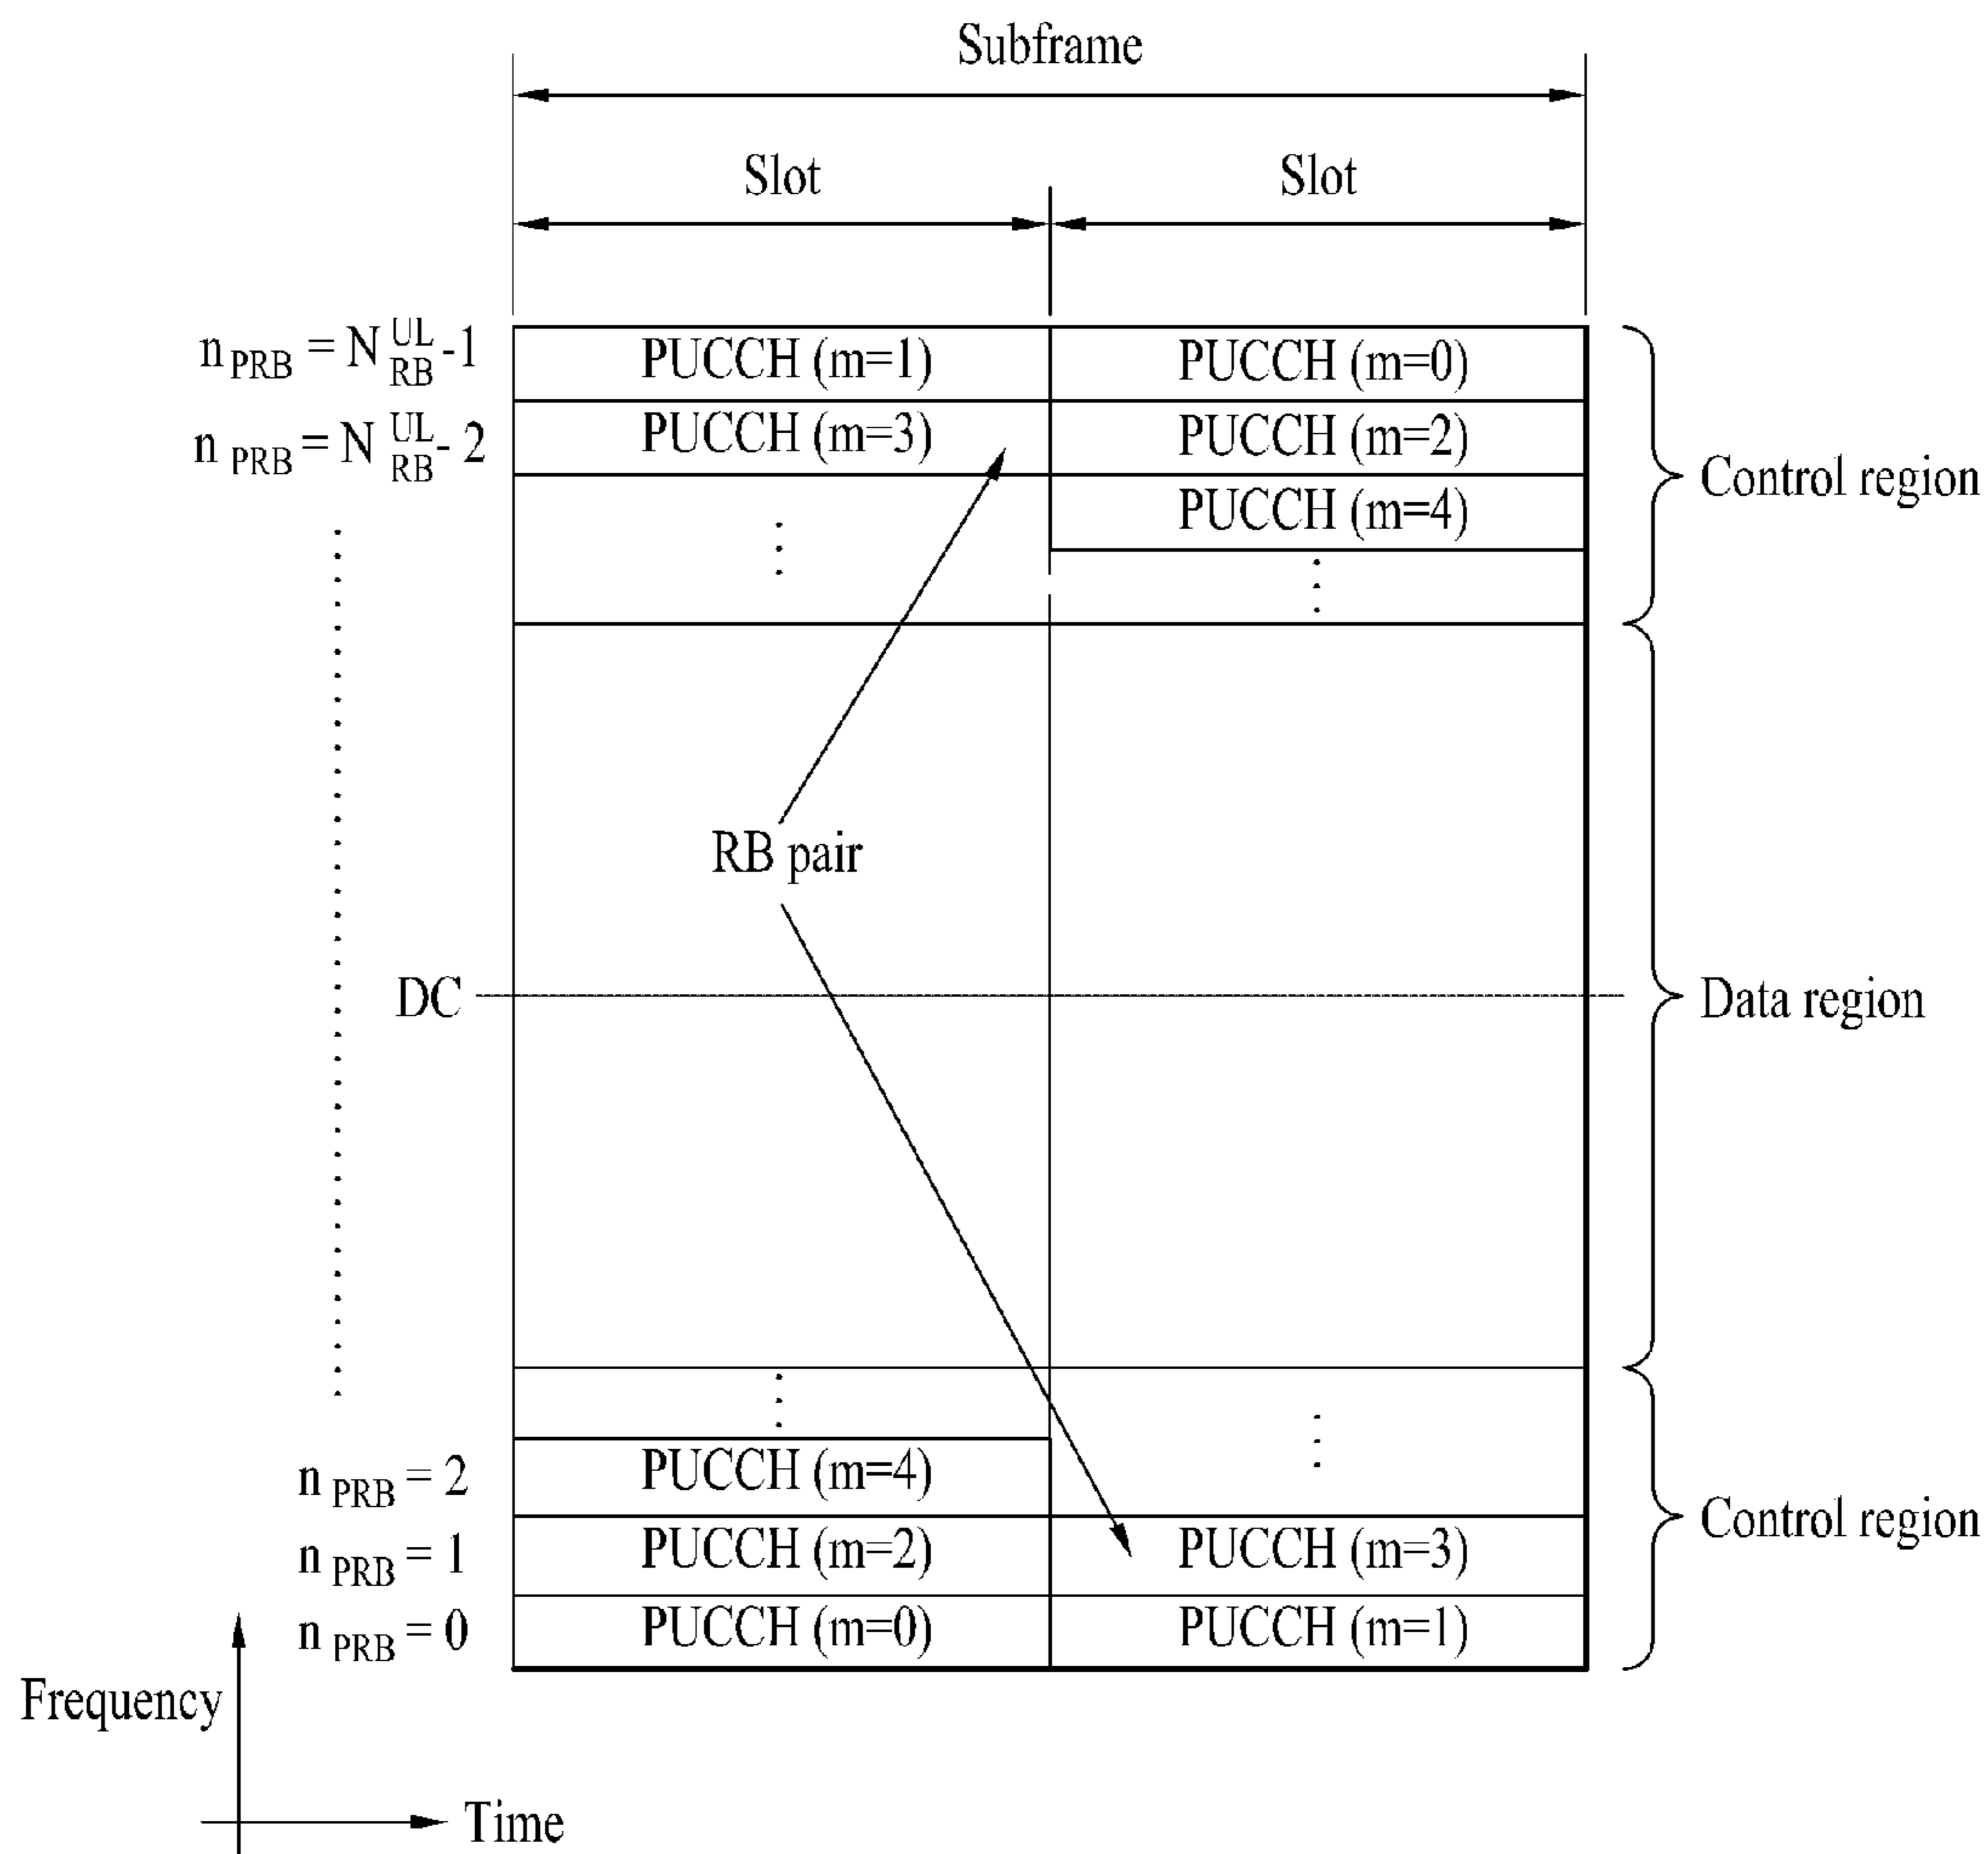 Subframe
Slot Slot
n PRB = N UL RB -1 PUCCH (m=1) PUCCH (m=0)
n PRB = N UL RB - 2 PUCCH (m=3) PUCCH (m=2)
Control region
PUCCH (m=4)
RB pair
DC
Data region
n PRB = 2 PUCCH (m=4)
Control region
n PRB = 1 PUCCH (m=2) PUCCH (m=3)
n PRB = 0 PUCCH (m=0) PUCCH (m=1)
Frequency
Time